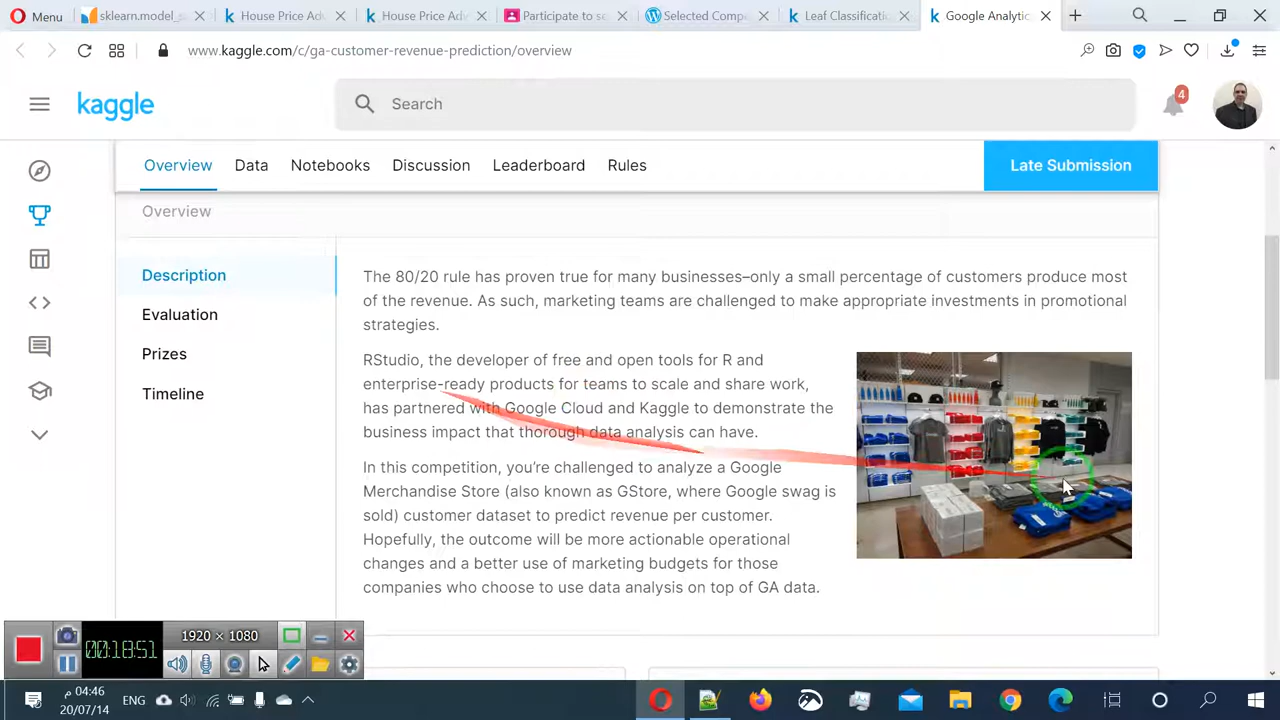 Menu
sklearn.model_s
House Price Adv
House Price Adv
Participate to se
Selected Compe
Leaf Classificatio
Google Analytic
www.kaggle.com/c/ga-customer-revenue-prediction/overview
kaggle
Search
4
Overview
Data
Notebooks
Discussion
Leaderboard
Rules
Late Submission
Overview
Description
Evaluation
Prizes
Timeline
The 80/20 rule has proven true for many businesses–only a small percentage of customers produce most
of the revenue. As such, marketing teams are challenged to make appropriate investments in promotional
strategies.
RStudio, the developer of free and open tools for R and
enterprise-ready products for teams to scale and share work,
has partnered with Google Cloud and Kaggle to demonstrate the
business impact that thorough data analysis can have.
In this competition, you're challenged to analyze a Google
Merchandise Store (also known as GStore, where Google swag is
sold) customer dataset to predict revenue per customer.
Hopefully, the outcome will be more actionable operational
changes and a better use of marketing budgets for those
companies who choose to use data analysis on top of GA data.
00:18:51
1920 × 1080
04:46 م
20/07/14
ENG